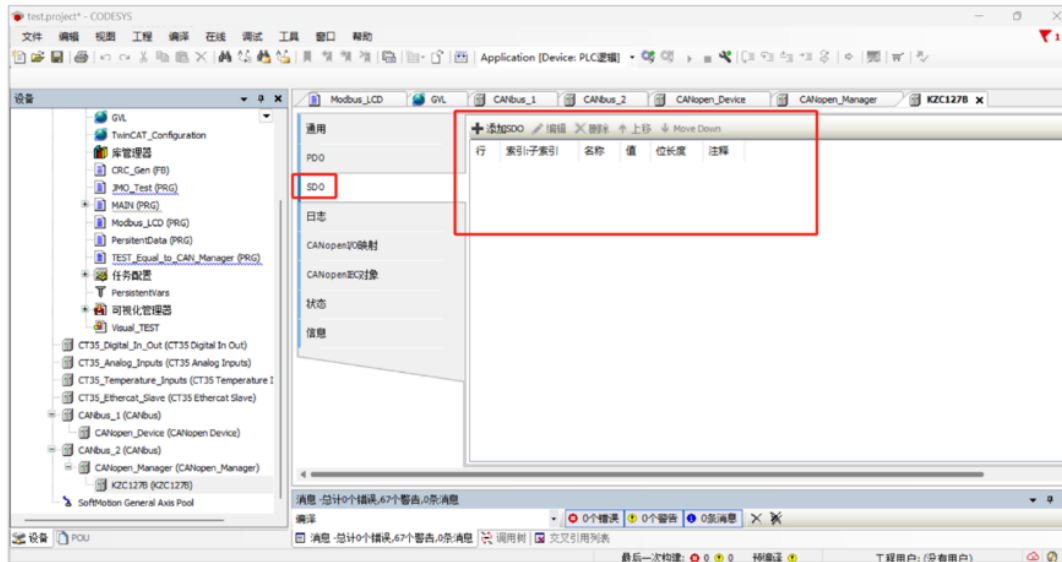 test.project* - CODESYS
文件 编辑 视图 工程 编译 在线 调试 工具 窗口 帮助
1
Application [Device: PLC逻辑]
设备
GVL
TwinCAT_Configuration
库管理器
CRC_Gen (FB)
JMO_Test (PRG)
MAIN (PRG)
Modbus_LCD (PRG)
PersitentData (PRG)
TEST_Equal_to_CAN_Manager (PRG)
任务配置
PersistentVars
可视化管理器
Visual_TEST
CT35_Digital_In_Out (CT35 Digital In Out)
CT35_Analog_Inputs (CT35 Analog Inputs)
CT35_Temperature_Inputs (CT35 Temperature I
CT35_Ethercat_Slave (CT35 Ethercat Slave)
CANbus_1 (CANbus)
CANopen_Device (CANopen Device)
CANbus_2 (CANbus)
CANopen_Manager (CANopen_Manager)
KZC127B (KZC127B)
SoftMotion General Axis Pool
设备 POU
Modbus_LCD GVL CANbus_1 CANbus_2 CANopen_Device CANopen_Manager KZC127B
通用
PDO
SDO
日志
CANopenI/O映射
CANopenIEC对象
状态
信息
添加SDO 编辑 删除 上移 Move Down
行 索引:子索引 名称 值 位长度 注释
消息 -总计0个错误,67个警告,0条消息
编译 0个错误 0个警告 0条消息
消息 -总计0个错误,67个警告,0条消息 调用树 交叉引用列表
最后一次构建: 0 0 预编译 工程用户: (没有用户)